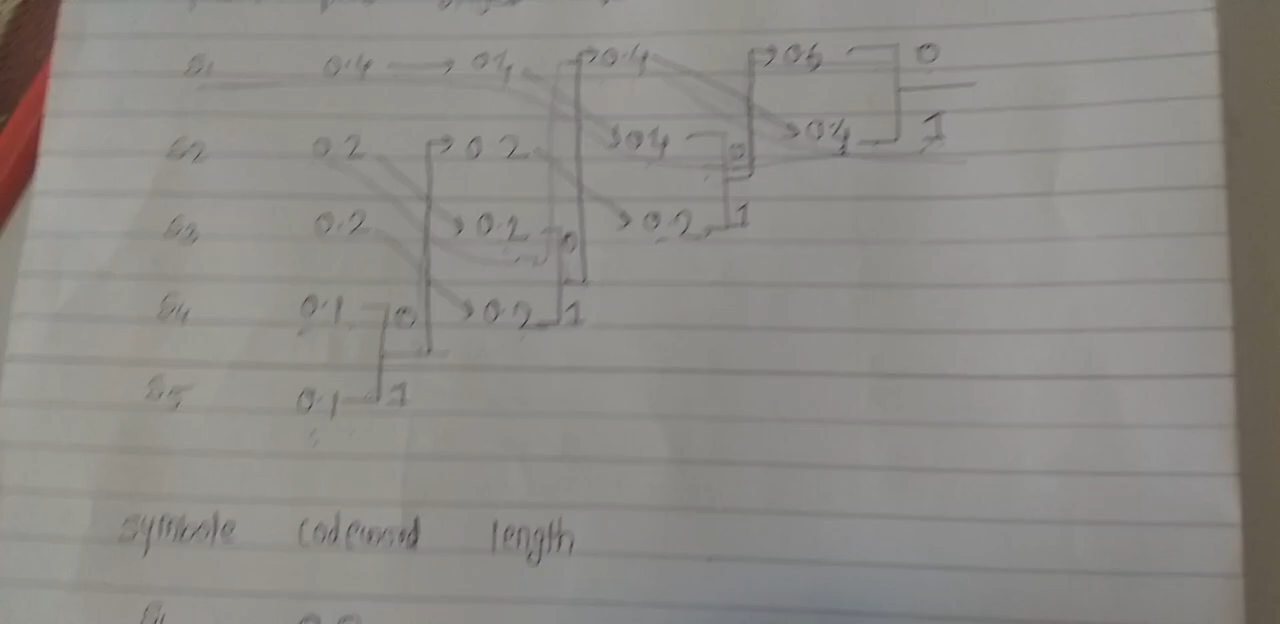 S1 0.4 0.4 0.4 0.6 0
S2 0.2 0.2 0.4 0 0.4 1
S3 0.2 0.2 0 0.2 1
S4 0.1 0 0.2 1
S5 0.1 1
symbole codeword length
S1 00